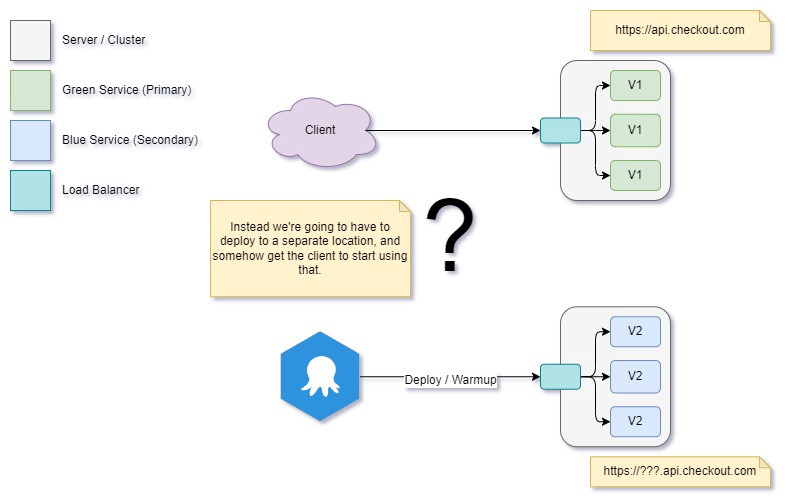 Server / Cluster
Green Service (Primary)
Blue Service (Secondary)
Load Balancer
https://api.checkout.com
Client
V1
V1
V1
Instead we're going to have to
deploy to a separate location, and
somehow get the client to start using
that.
?
Deploy / Warmup
V2
V2
V2
https://???.api.checkout.com